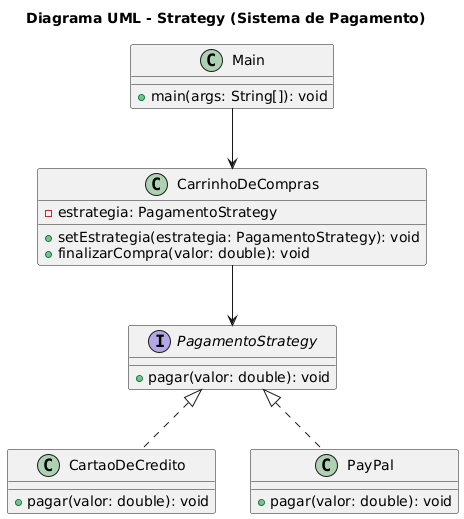 Diagrama UML - Strategy (Sistema de Pagamento)
C Main
main(args: String[]): void
C CarrinhoDeCompras
estrategia: PagamentoStrategy
setEstrategia(estrategia: PagamentoStrategy): void
finalizarCompra(valor: double): void
I PagamentoStrategy
pagar(valor: double): void
C CartaoDeCredito
pagar(valor: double): void
C PayPal
pagar(valor: double): void